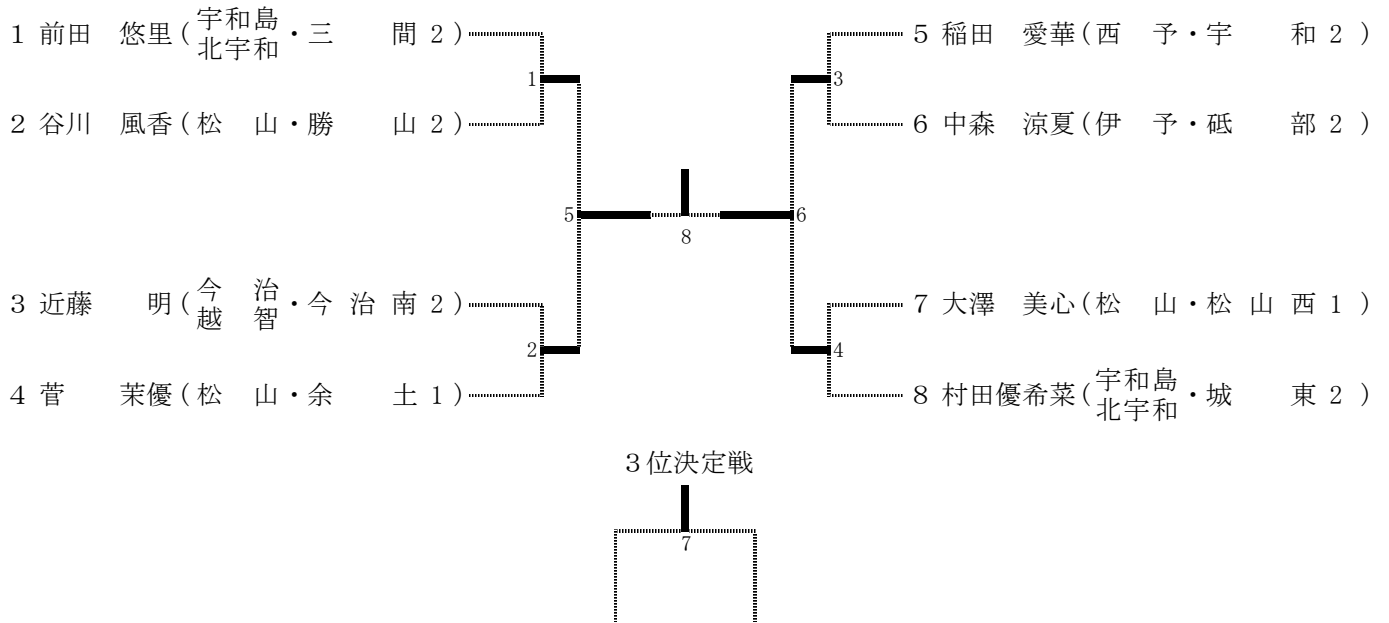 1 前田 悠里(宇和島北宇和・三間2)
2 谷川 風香(松山・勝山2)
3 近藤 明(今治越智・今治南2)
4 菅 茉優(松山・余土1)
1
2
5
8
6
3
4
5 稲田 愛華(西予・宇和2)
6 中森 涼夏(伊予・砥部2)
7 大澤 美心(松山・松山西1)
8 村田優希菜(宇和島北宇和・城東2)
3位決定戦
7